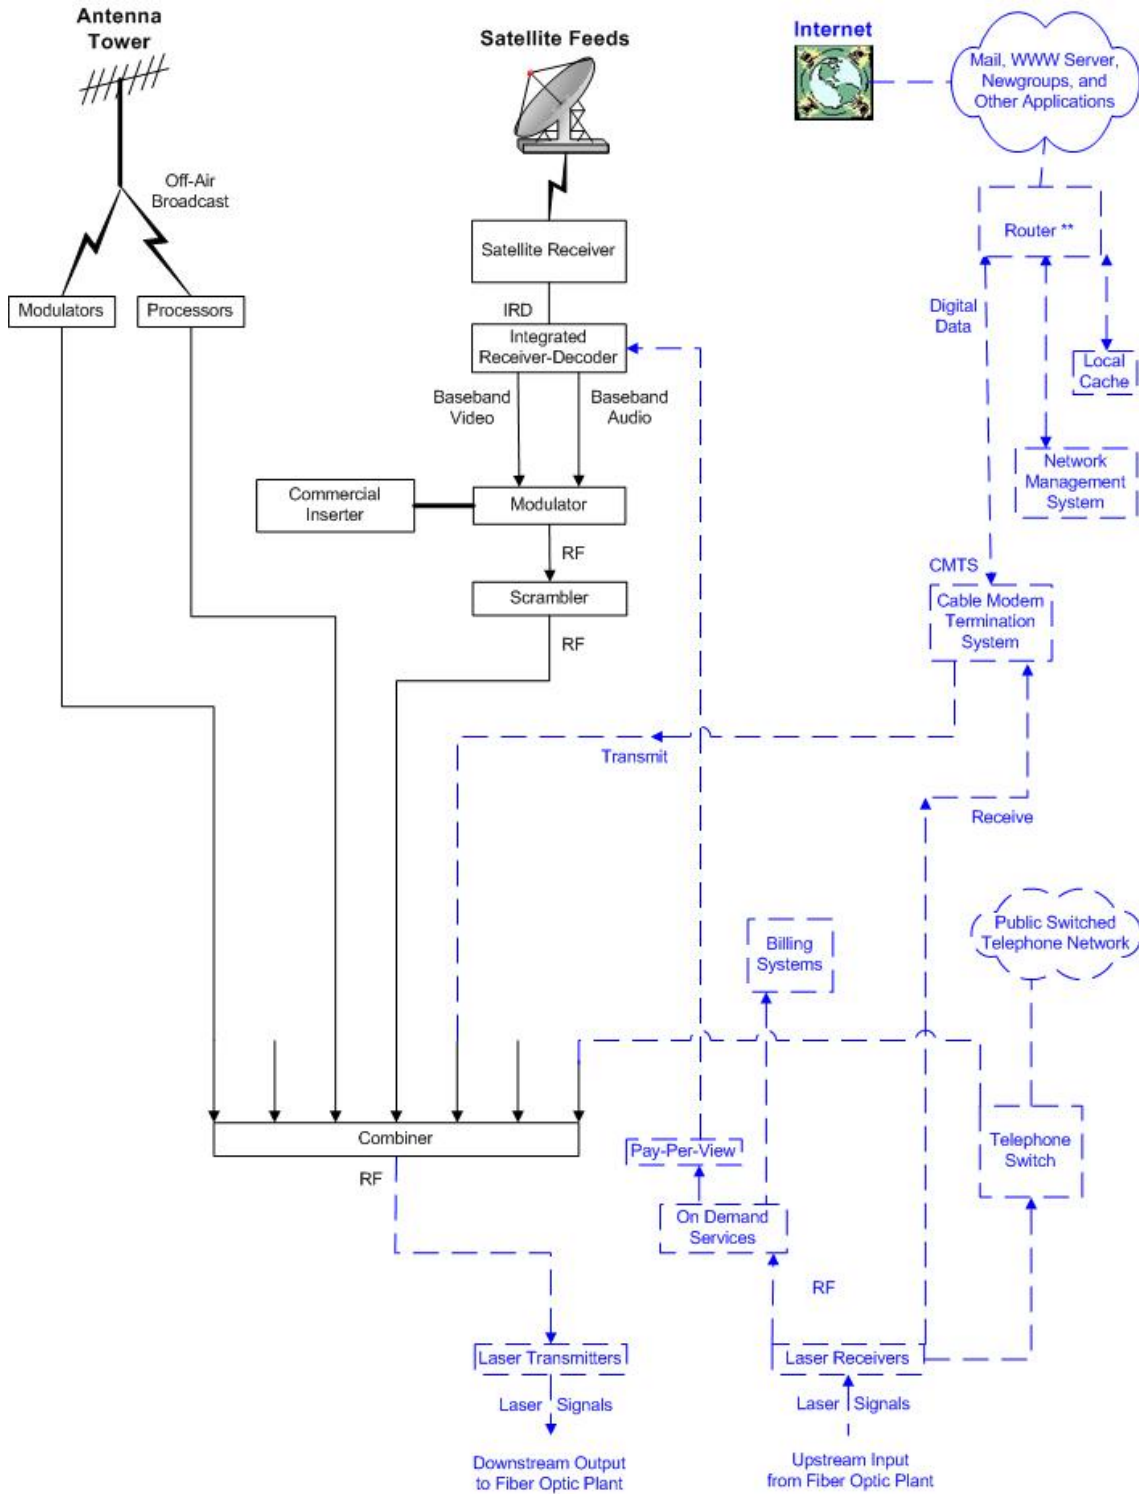 Antenna
Tower
Satellite Feeds
Internet
Mail, WWW Server,
Newgroups, and
Other Applications
Off-Air
Broadcast
Router **
Satellite Receiver
Modulators
Processors
IRD
Digital
Data
Integrated
Receiver-Decoder
Local
Cache
Baseband
Video
Baseband
Audio
Network
Management
System
Commercial
Inserter
Modulator
RF
CMTS
Scrambler
Cable Modem
Termination
System
RF
Transmit
Receive
Public Switched
Telephone Network
Billing
Systems
Combiner
Telephone
Switch
Pay-Per-View
RF
On Demand
Services
RF
Laser Transmitters
Laser Receivers
Laser Signals
Laser Signals
Downstream Output
to Fiber Optic Plant
Upstream Input
from Fiber Optic Plant